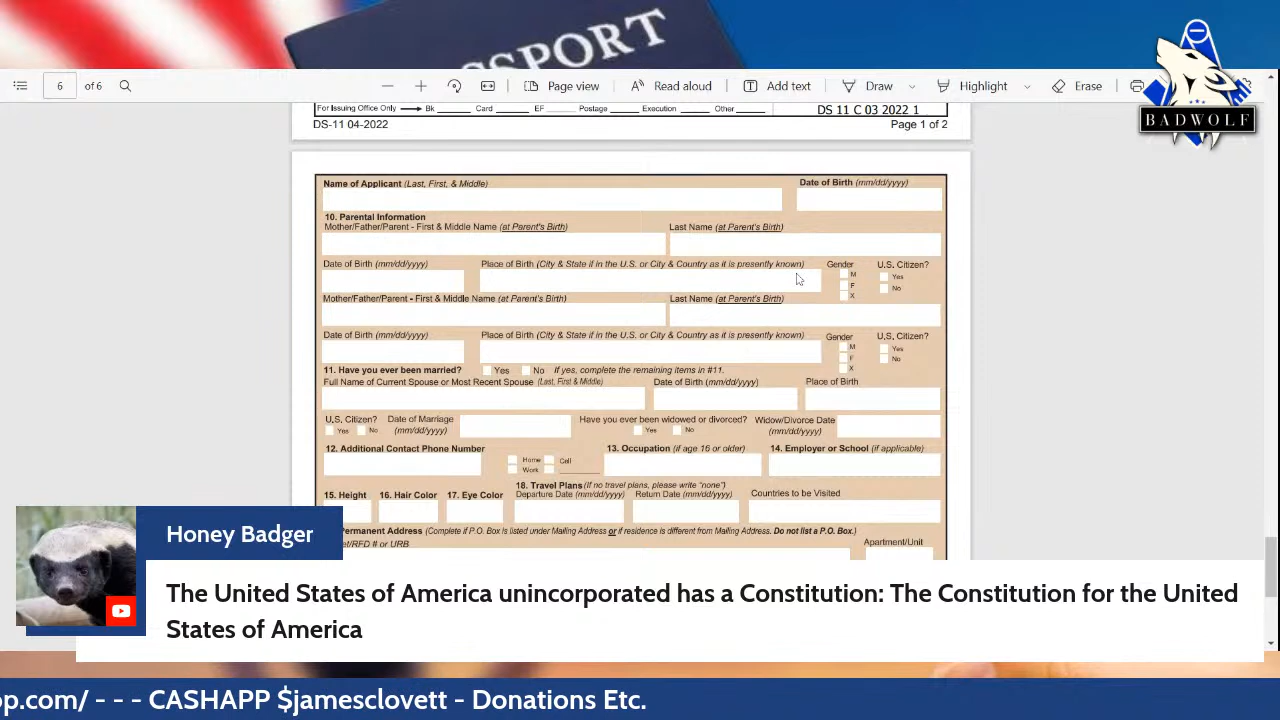 PASSPORT
6 of 6
Page view
Read aloud
Add text
Draw
Highlight
Erase
BADWOLF
For Issuing Office Only Bk Card EF Postage Execution Other DS 11 C 03 2022 1
DS-11 04-2022 Page 1 of 2
Name of Applicant (Last, First, & Middle) Date of Birth (mm/dd/yyyy)
10. Parental Information
Mother/Father/Parent - First & Middle Name (at Parent's Birth) Last Name (at Parent's Birth)
Date of Birth (mm/dd/yyyy) Place of Birth (City & State if in the U.S. or City & Country as it is presently known) Gender U.S. Citizen?
M Yes
F No
X
Mother/Father/Parent - First & Middle Name (at Parent's Birth) Last Name (at Parent's Birth)
Date of Birth (mm/dd/yyyy) Place of Birth (City & State if in the U.S. or City & Country as it is presently known) Gender U.S. Citizen?
M Yes
F No
X
11. Have you ever been married? Yes No If yes, complete the remaining items in #11.
Full Name of Current Spouse or Most Recent Spouse (Last, First & Middle) Date of Birth (mm/dd/yyyy) Place of Birth
U.S. Citizen? Date of Marriage Have you ever been widowed or divorced? Widow/Divorce Date
Yes No (mm/dd/yyyy) Yes No (mm/dd/yyyy)
12. Additional Contact Phone Number 13. Occupation (if age 16 or older) 14. Employer or School (if applicable)
Home Cell
Work
18. Travel Plans (If no travel plans, please write "none")
15. Height 16. Hair Color 17. Eye Color Departure Date (mm/dd/yyyy) Return Date (mm/dd/yyyy) Countries to be Visited
Permanent Address (Complete if P.O. Box is listed under Mailing Address or if residence is different from Mailing Address. Do not list a P.O. Box.)
et/RFD # or URB Apartment/Unit
Honey Badger
The United States of America unincorporated has a Constitution: The Constitution for the United
States of America
op.com/ - - - CASHAPP $jamesclovett - Donations Etc.